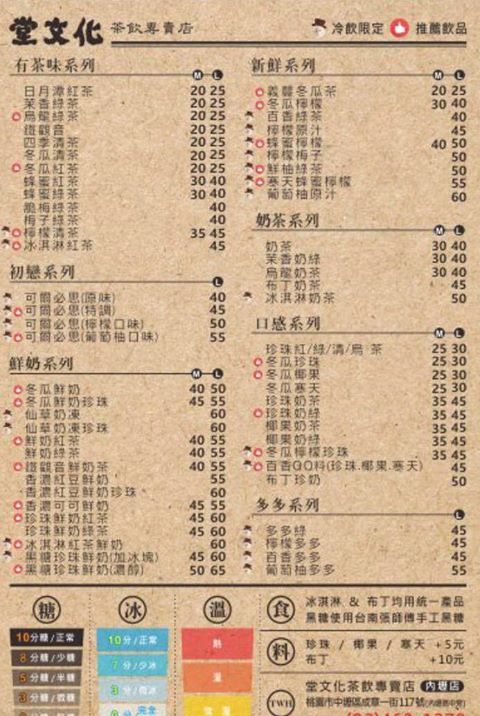 堂文化 茶飲專賣店
冷飲限定 推薦飲品
有茶味系列 M L
日月潭紅茶 20 25
茉香綠茶 20 25
烏龍綠茶 20 25
鐵觀音 20 25
四季清茶 20 25
冬瓜清茶 20 25
冬瓜紅茶 20 25
蜂蜜紅茶 30 40
蜂蜜綠茶 30 40
脆梅綠茶 40
梅子綠茶 40
檸檬清茶 35 45
冰淇淋紅茶 45
初戀系列 L
可爾必思(原味) 40
可爾必思(特調) 45
可爾必思(檸檬口味) 50
可爾必思(葡萄柚口味) 55
鮮奶系列 M L
冬瓜鮮奶 40 50
冬瓜鮮奶珍珠 45 55
仙草奶凍 60
仙草奶凍珍珠 60
鮮奶紅茶 40 55
鮮奶綠茶 40 55
鐵觀音鮮奶茶 40 55
香濃紅豆鮮奶 55
香濃紅豆鮮奶珍珠 60
香濃可可鮮奶 45 55
珍珠鮮奶紅茶 45 60
珍珠鮮奶綠茶 45 60
冰淇淋紅茶鮮奶 60
黑糖珍珠鮮奶(加冰塊) 45 60
黑糖珍珠鮮奶(濃醇) 50 65
新鮮系列 M L
義豐冬瓜茶 20 25
冬瓜檸檬 30 40
百香綠茶 40
檸檬原汁 45
蜂蜜檸檬 40 50
檸檬梅子 50
鮮柚綠茶 50
寒天蜂蜜檸檬 55
葡萄柚原汁 60
奶茶系列 M L
奶茶 30 40
茉香奶綠 30 40
烏龍奶茶 30 40
布丁奶茶 45
冰淇淋奶茶 50
口感系列 M L
珍珠紅/綠/清/烏 茶 25 30
冬瓜珍珠 25 30
冬瓜椰果 25 30
冬瓜寒天 25 30
珍珠奶茶 35 45
珍珠奶綠 35 45
椰果奶茶 35 45
椰果奶綠 35 45
冬瓜檸檬珍珠 35 45
百香QQ料(珍珠.椰果.寒天) 45
布丁珍奶 50
多多系列 L
多多綠 45
檸檬多多 45
百香多多 45
葡萄柚多多 55
糖
10分糖/正常
8分糖/少糖
5分糖/半糖
3分糖/微糖
冰
10分/正常
7分/少冰
3分/微冰
完全
溫
熱
溫
食 冰淇淋 & 布丁均用統一產品
黑糖使用台南張師傅手工黑糖
料 珍珠 / 椰果 / 寒天 +5元
布丁 +10元
TWH 堂文化茶飲專賣店 內壢店
桃園市中壢區成章一街117號(內壢國中旁)